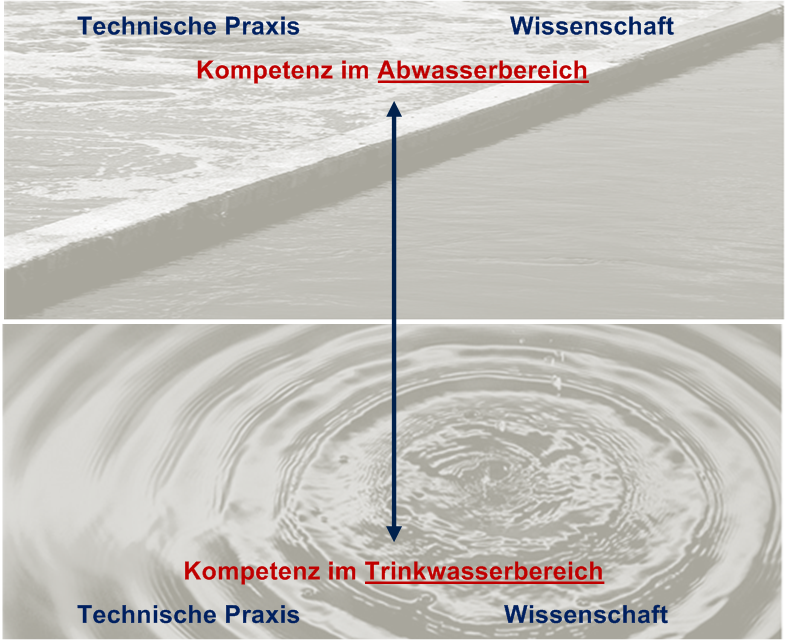 Technische Praxis Wissenschaft
Kompetenz im Abwasserbereich
Kompetenz im Trinkwasserbereich
Technische Praxis Wissenschaft